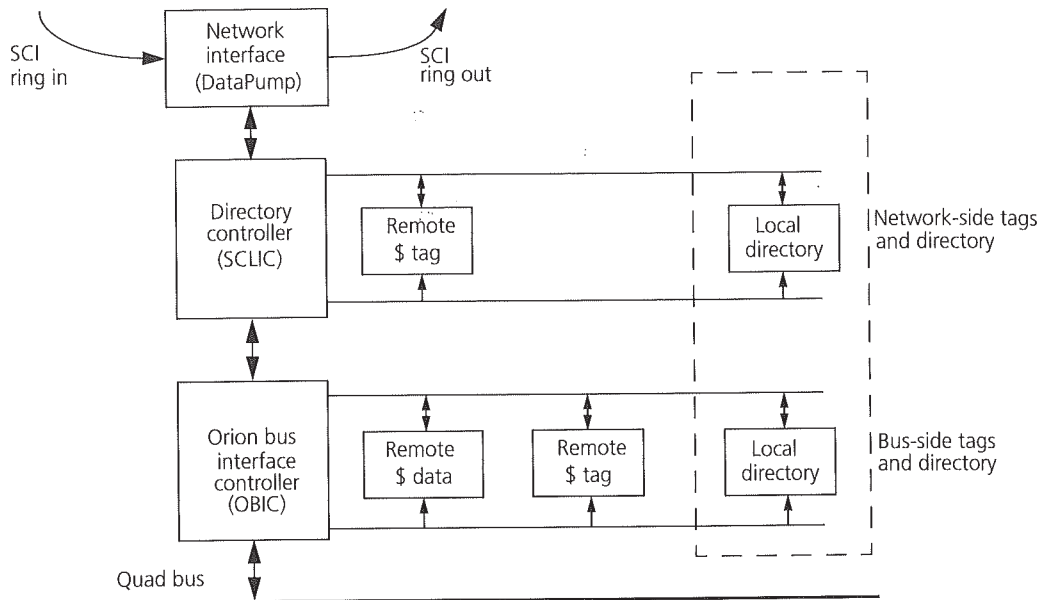 SCI
ring in
Network
interface
(DataPump)
SCI
ring out
Directory
controller
(SCLIC)
Remote
$ tag
Local
directory
Network-side tags
and directory
Orion bus
interface
controller
(OBIC)
Remote
$ data
Remote
$ tag
Local
directory
Bus-side tags
and directory
Quad bus